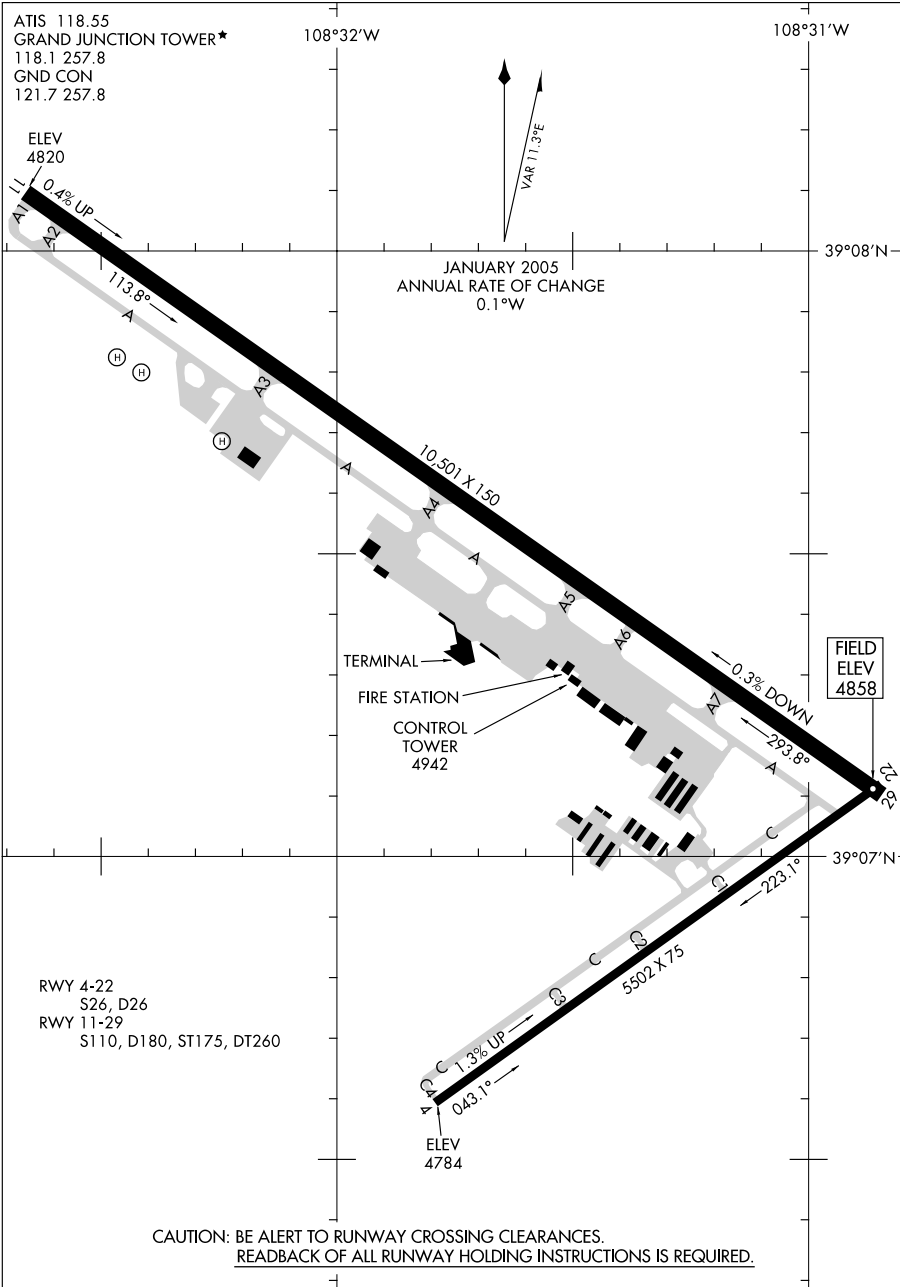 ATIS 118.55
GRAND JUNCTION TOWER★
118.1 257.8
GND CON
121.7 257.8
108°32'W
108°31'W
VAR 11.3°E
JANUARY 2005
ANNUAL RATE OF CHANGE
0.1°W
ELEV
4820
11
0.4% UP
A1
A2
39°08'N
113.8°
A
H
H
A3
H
A
10,501 X 150
A4
A
A5
A6
TERMINAL
FIRE STATION
CONTROL
TOWER
4942
0.3% DOWN
FIELD
ELEV
4858
A7
293.8°
A
22
29
C
39°07'N
223.1°
C1
C2
C
5502 X 75
C3
RWY 4-22
S26, D26
RWY 11-29
S110, D180, ST175, DT260
1.3% UP
C
C4
4
043.1°
ELEV
4784
CAUTION: BE ALERT TO RUNWAY CROSSING CLEARANCES.
READBACK OF ALL RUNWAY HOLDING INSTRUCTIONS IS REQUIRED.